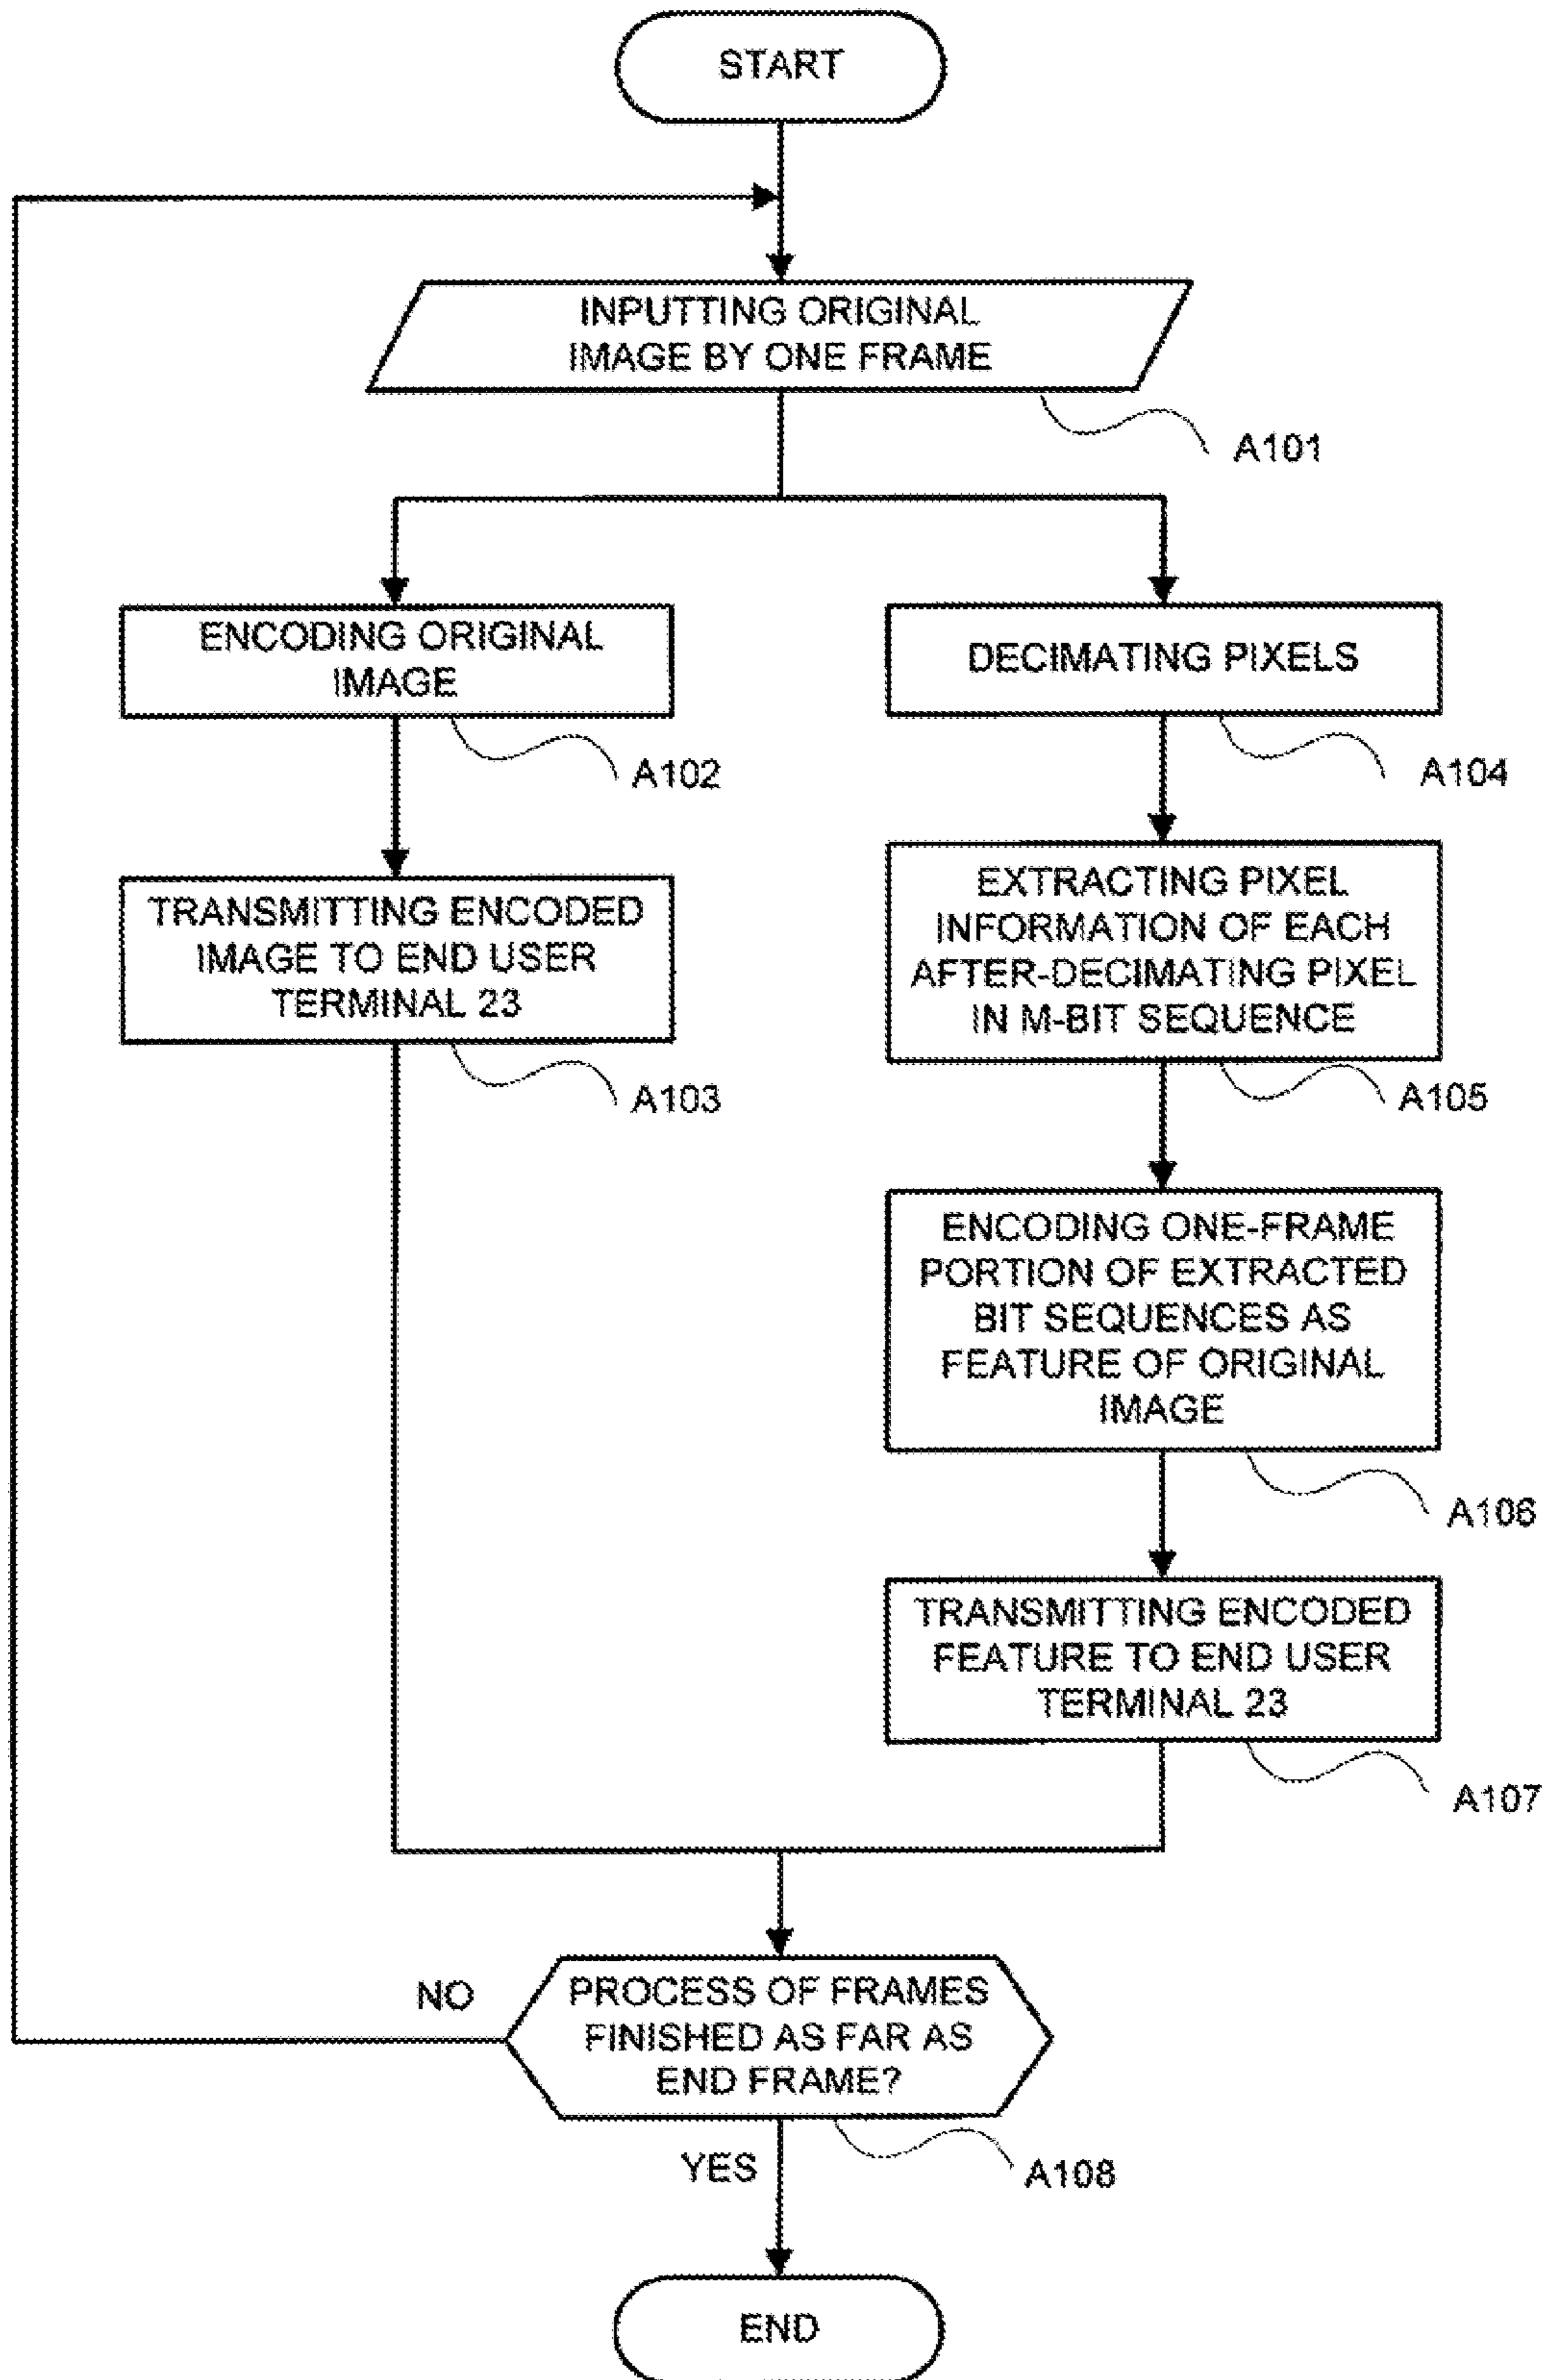 START
INPUTTING ORIGINAL
IMAGE BY ONE FRAME
A101
ENCODING ORIGINAL
IMAGE
A102
TRANSMITTING ENCODED
IMAGE TO END USER
TERMINAL 23
A103
DECIMATING PIXELS
A104
EXTRACTING PIXEL
INFORMATION OF EACH
AFTER-DECIMATING PIXEL
IN M-BIT SEQUENCE
A105
ENCODING ONE-FRAME
PORTION OF EXTRACTED
BIT SEQUENCES AS
FEATURE OF ORIGINAL
IMAGE
A106
TRANSMITTING ENCODED
FEATURE TO END USER
TERMINAL 23
A107
NO
PROCESS OF FRAMES
FINISHED AS FAR AS
END FRAME?
YES
A108
END